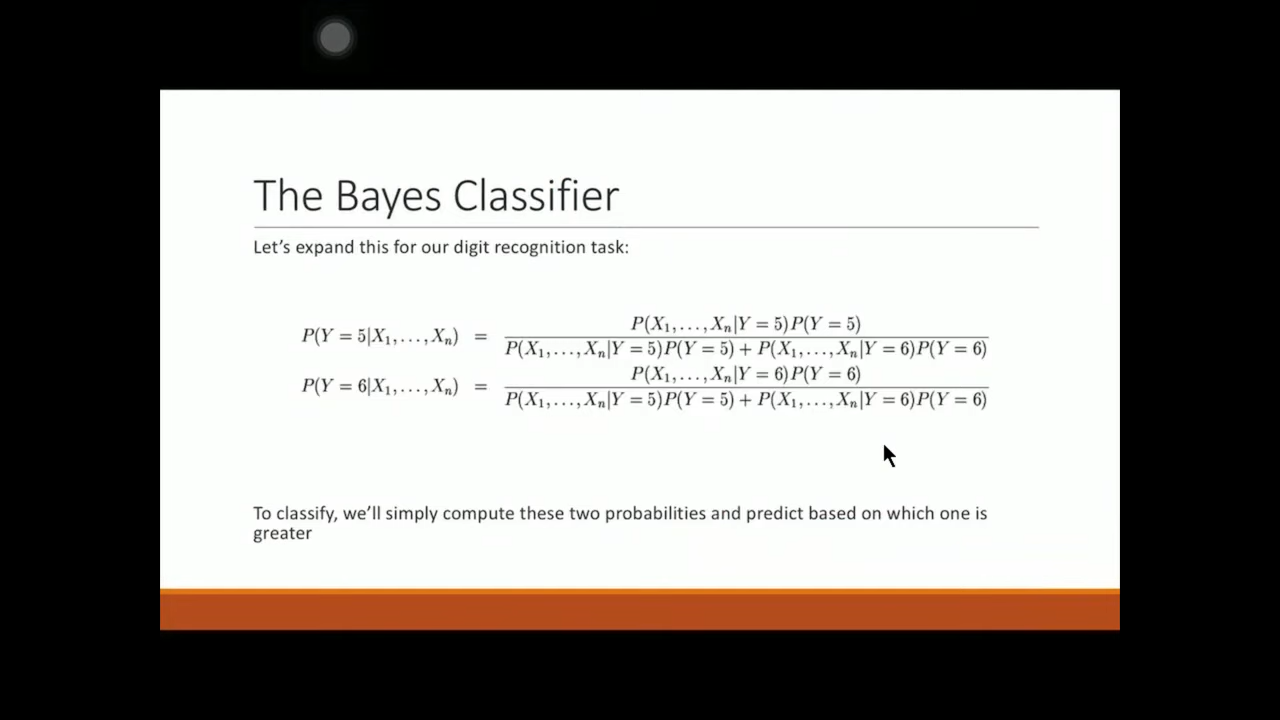 The Bayes Classifier
Let's expand this for our digit recognition task:
P(Y = 5|X₁, . . . , Xₙ) = P(X₁, . . . , Xₙ|Y = 5)P(Y = 5) / P(X₁, . . . , Xₙ|Y = 5)P(Y = 5) + P(X₁, . . . , Xₙ|Y = 6)P(Y = 6)
P(Y = 6|X₁, . . . , Xₙ) = P(X₁, . . . , Xₙ|Y = 6)P(Y = 6) / P(X₁, . . . , Xₙ|Y = 5)P(Y = 5) + P(X₁, . . . , Xₙ|Y = 6)P(Y = 6)
To classify, we'll simply compute these two probabilities and predict based on which one is
greater